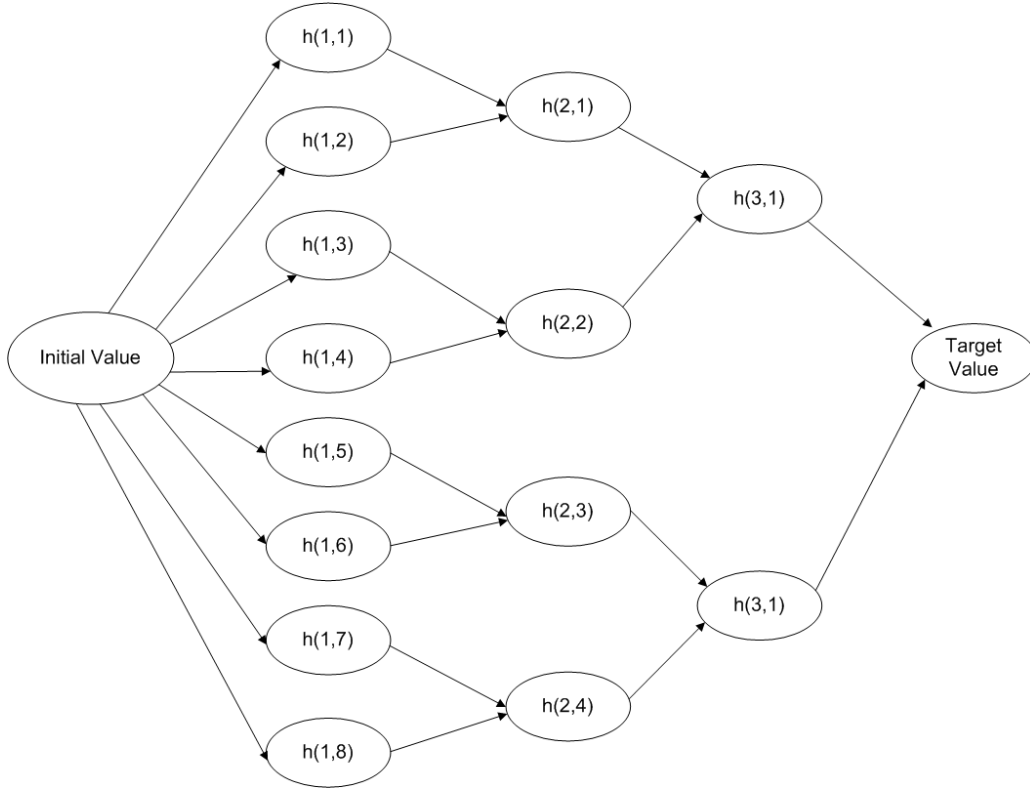 Initial Value
h(1,1)
h(1,2)
h(1,3)
h(1,4)
h(1,5)
h(1,6)
h(1,7)
h(1,8)
h(2,1)
h(2,2)
h(2,3)
h(2,4)
h(3,1)
h(3,1)
Target
Value